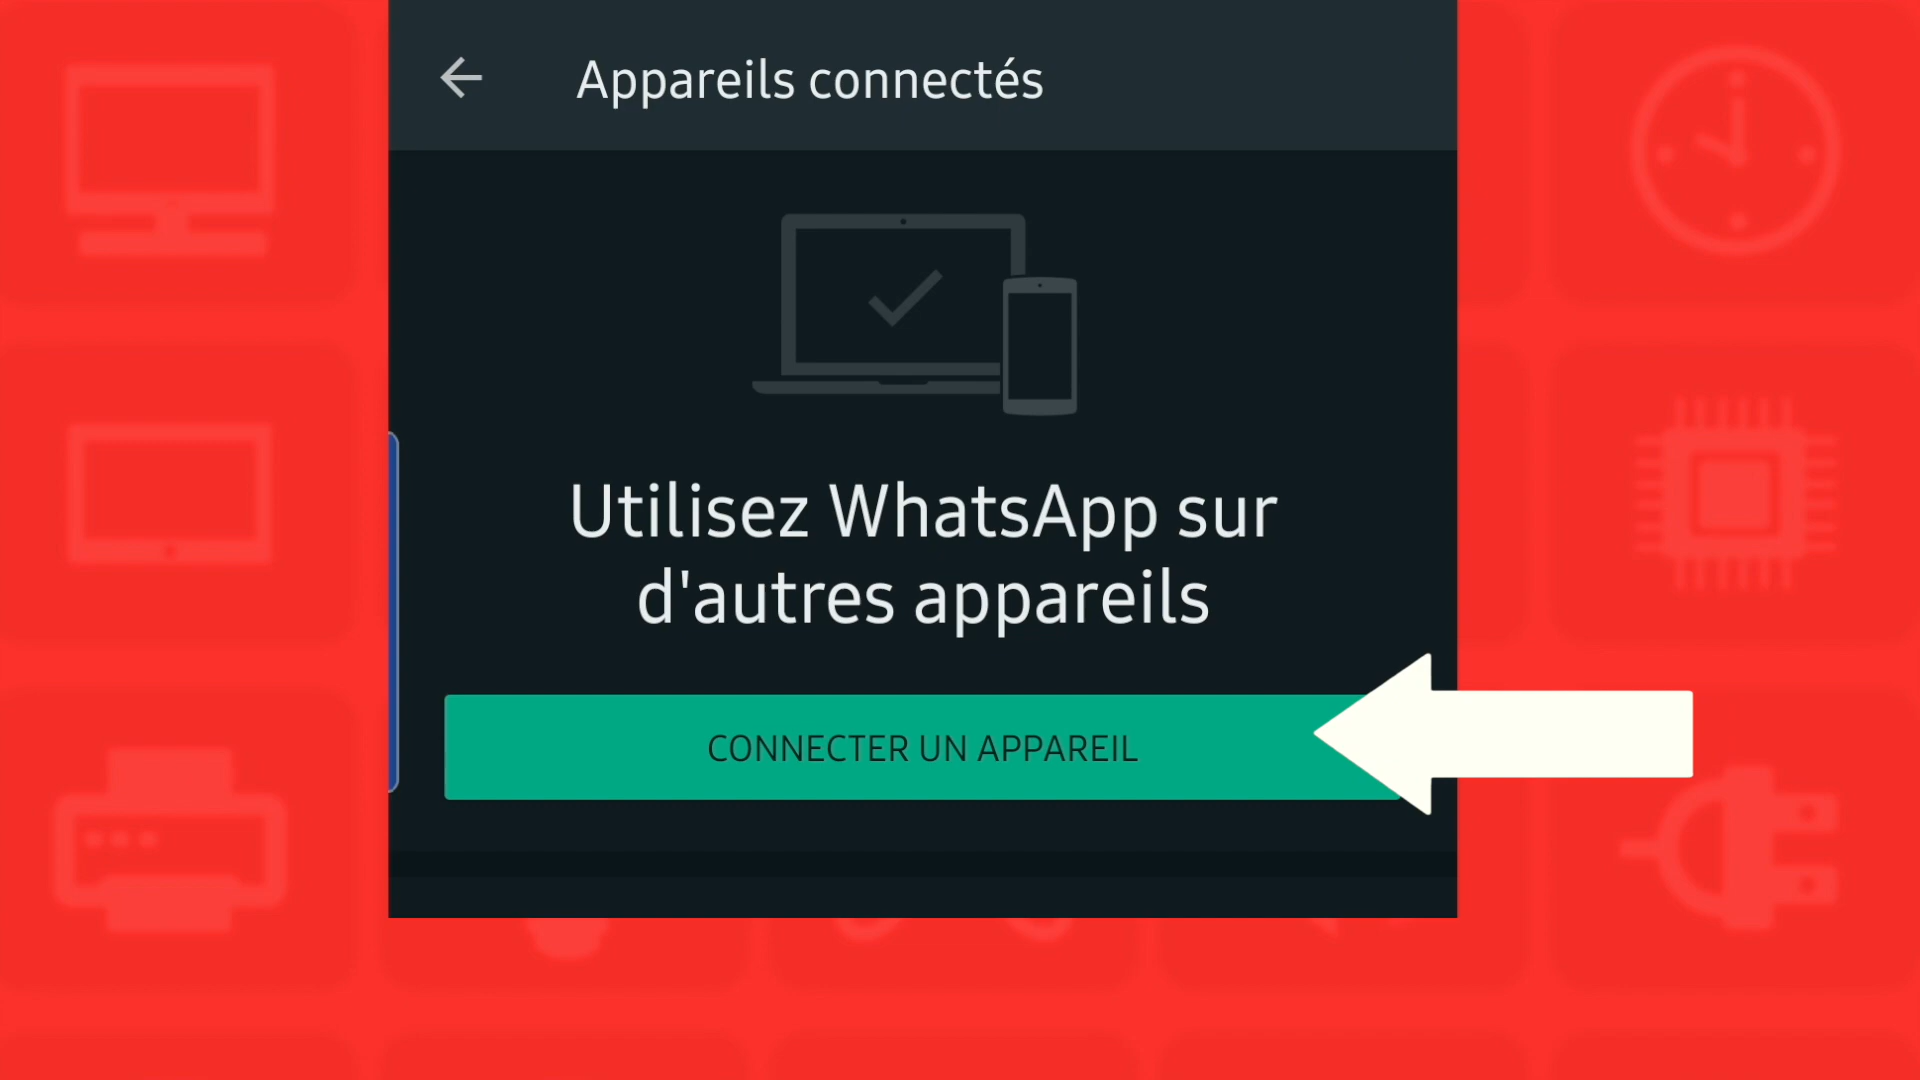 Appareils connectés
Utilisez WhatsApp sur
d'autres appareils
CONNECTER UN APPAREIL